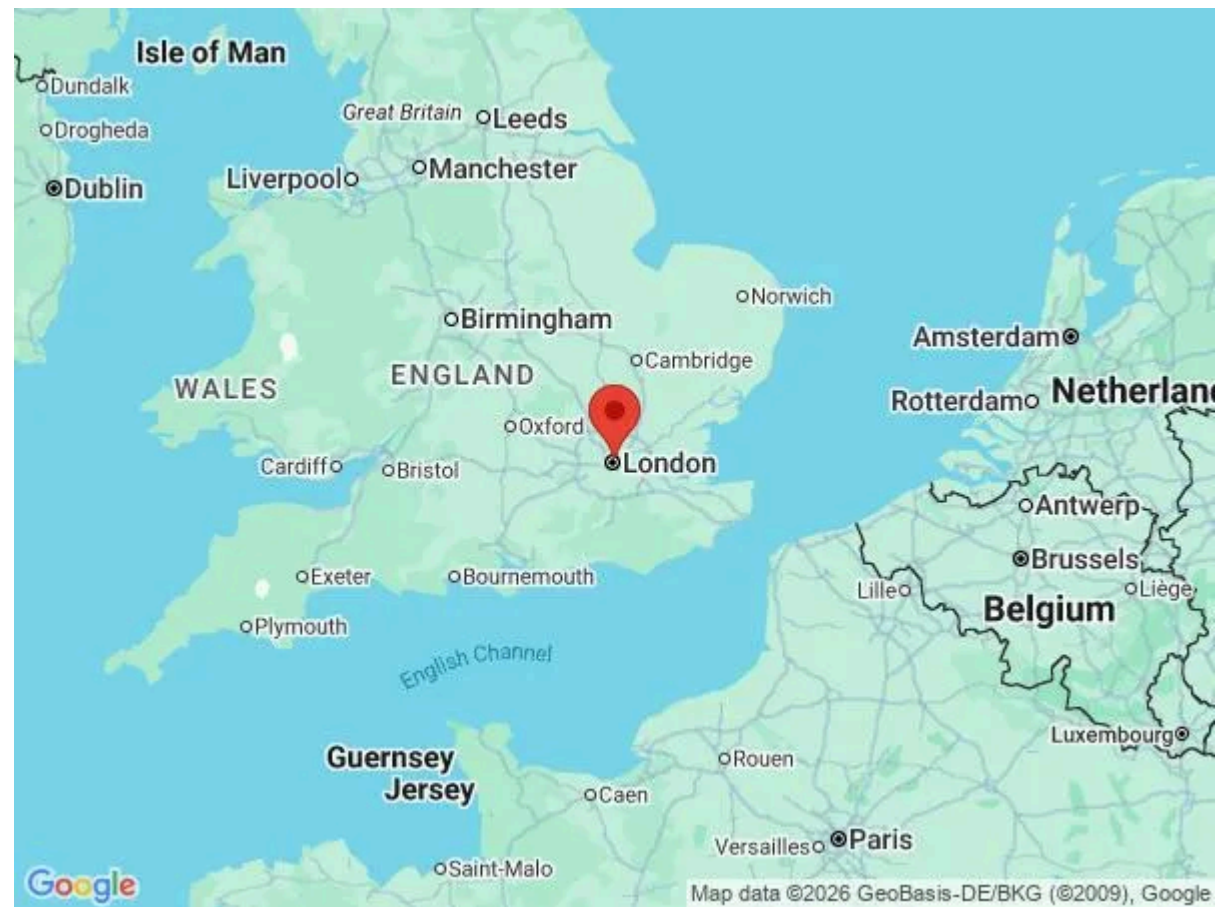 Isle of Man
Dundalk
Great Britain
Leeds
Drogheda
Manchester
Liverpool
Dublin
Norwich
Birmingham
Amsterdam
Cambridge
ENGLAND
WALES
Netherlan
Rotterdam
Oxford
London
Cardiff
Bristol
Antwerp
Brussels
Exeter
Bournemouth
Lille
Liège
Belgium
Plymouth
English Channel
Luxembourg
Guernsey
Rouen
Jersey
Caen
Paris
Versailles
Saint-Malo
Google
Map data ©2026 GeoBasis-DE/BKG (©2009), Google